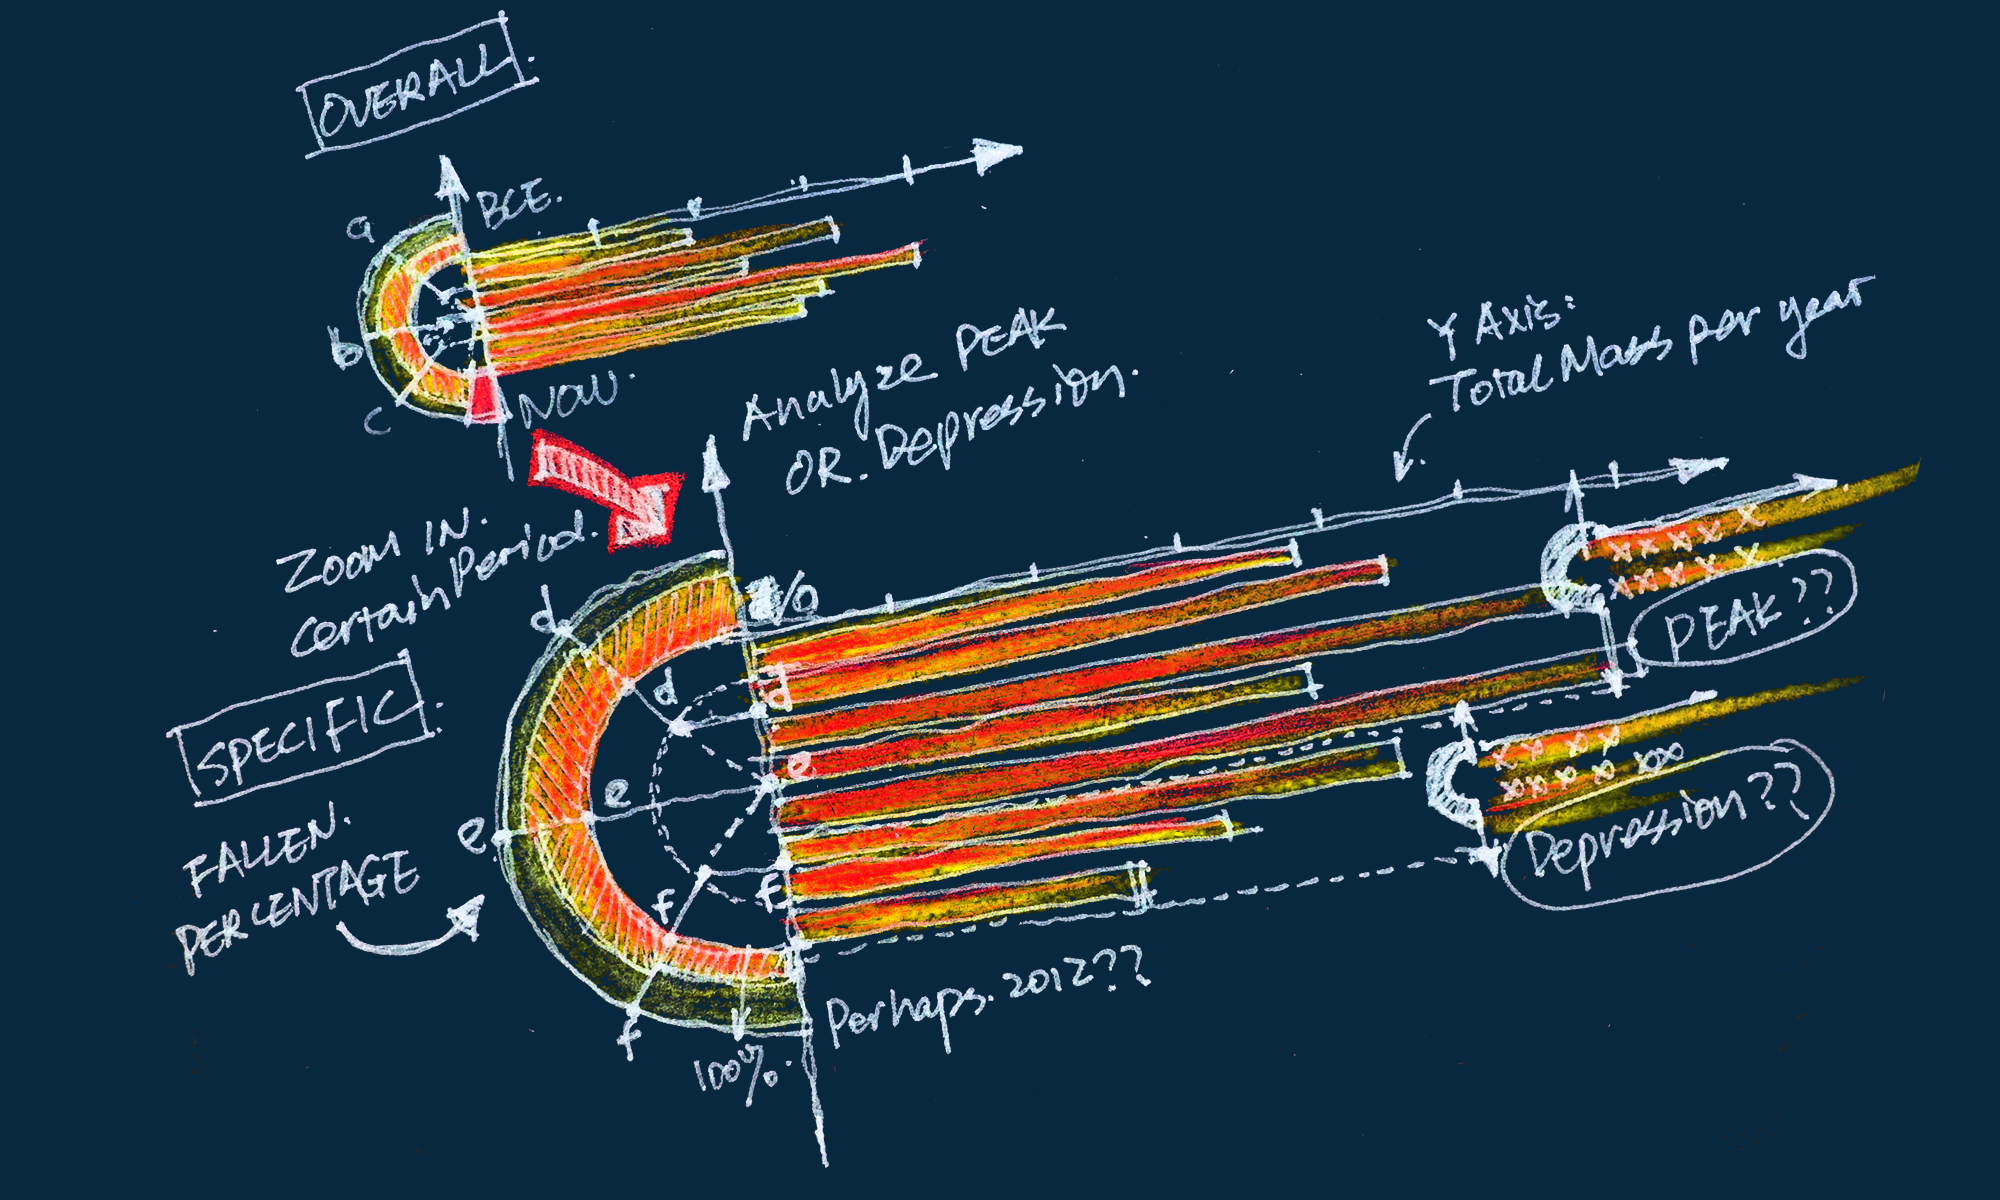 OVERALL.
BCE.
a
b
c
NOW.
Analyze PEAK
OR. Depression.
Y Axis:
Total Mass per year
ZOOM IN.
Certain Period.
SPECIFIC.
FALLEN.
PERCENTAGE
d
d
d
e
e
e
f
f
f
100%.
Perhaps. 2012??
PEAK??
Depression??